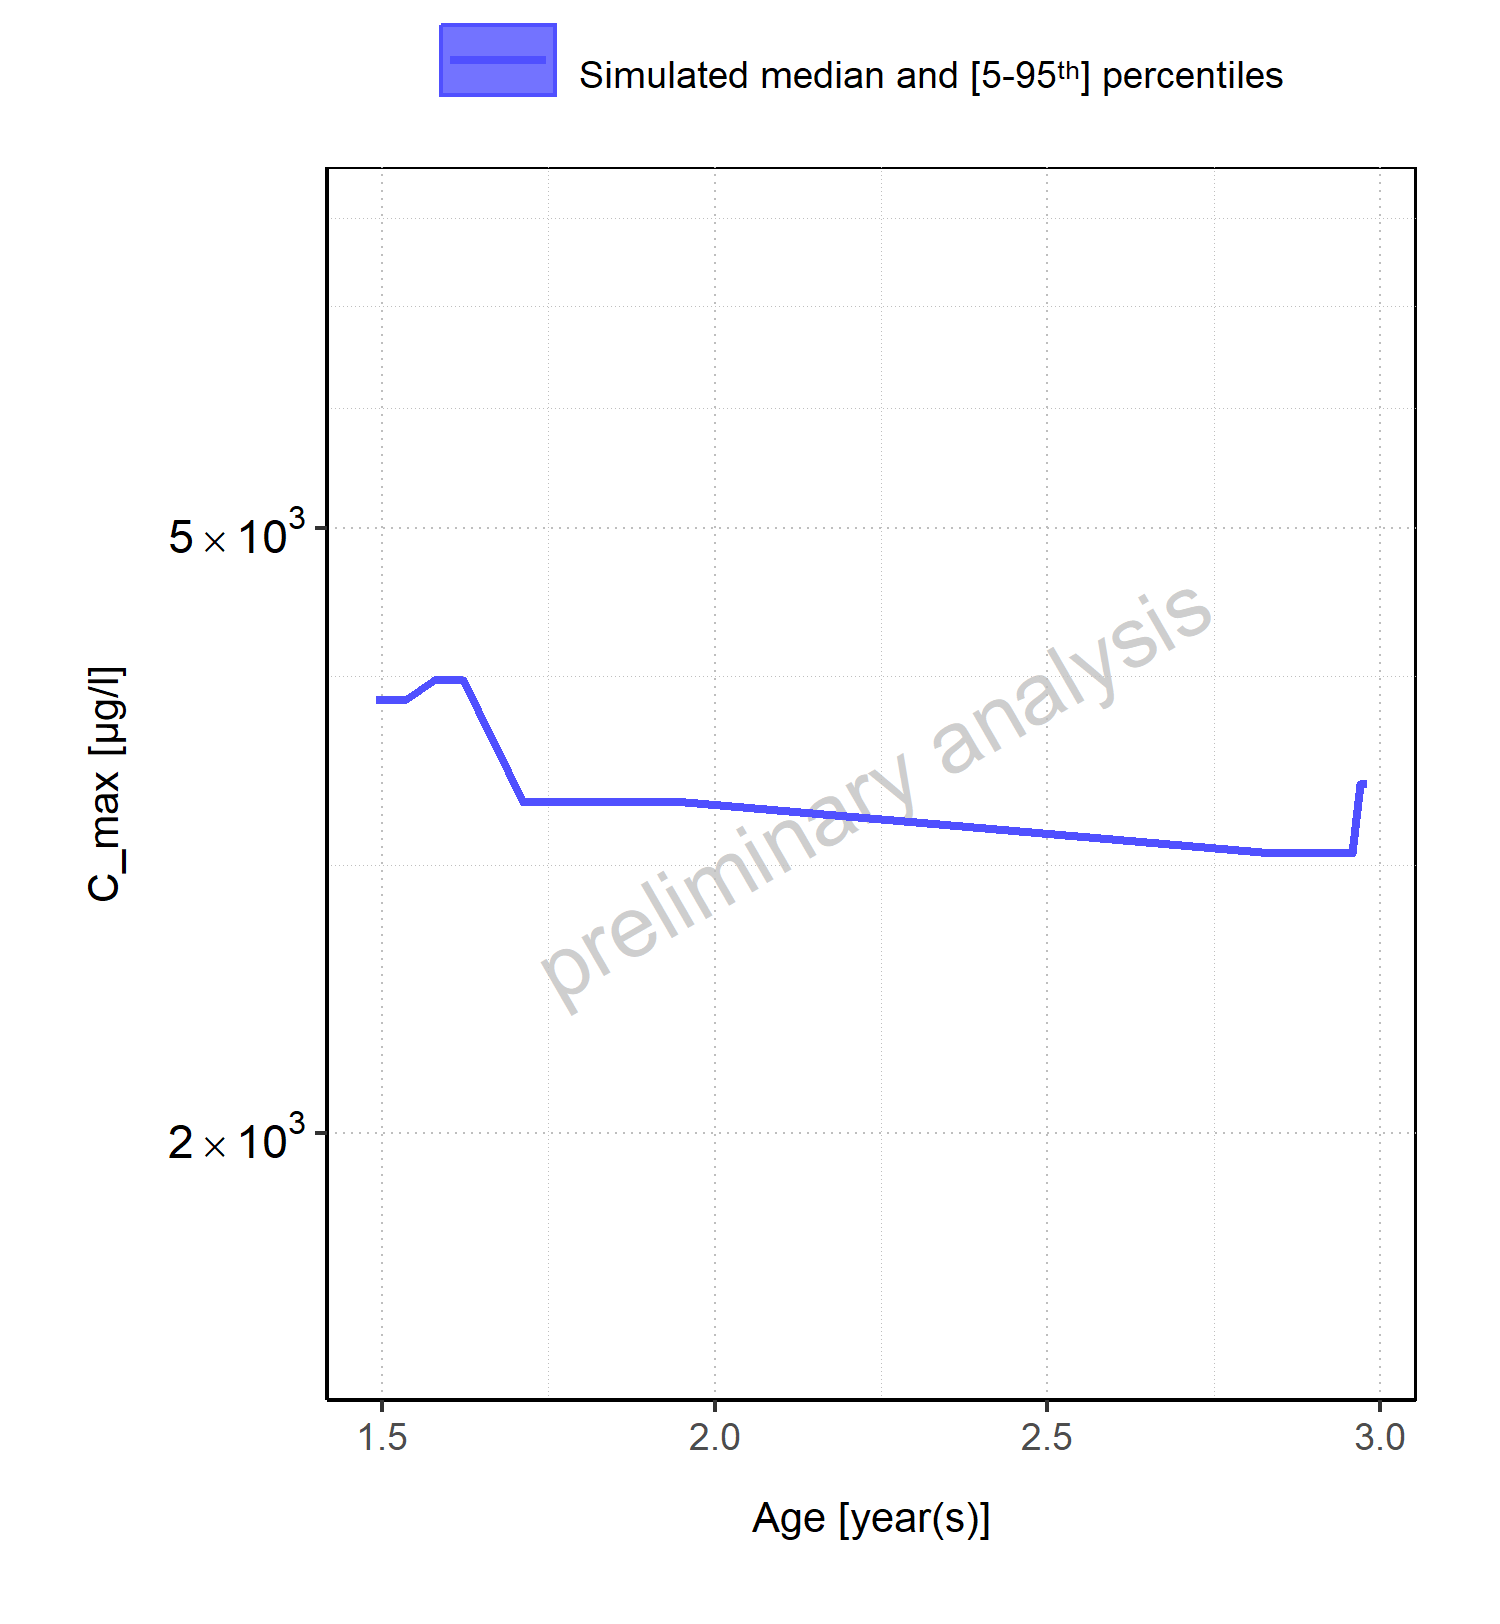 Simulated median and [5-95th] percentiles
5 × 10³
2 × 10³
C_max [µg/l]
preliminary analysis
1.5 2.0 2.5 3.0
Age [year(s)]